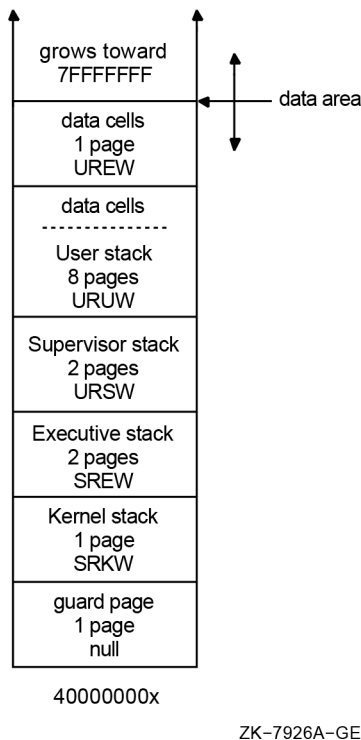 grows toward
7FFFFFFF
data area
data cells
1 page
UREW
data cells
User stack
8 pages
URUW
Supervisor stack
2 pages
URSW
Executive stack
2 pages
SREW
Kernel stack
1 page
SRKW
guard page
1 page
null
40000000x
ZK−7926A−GE